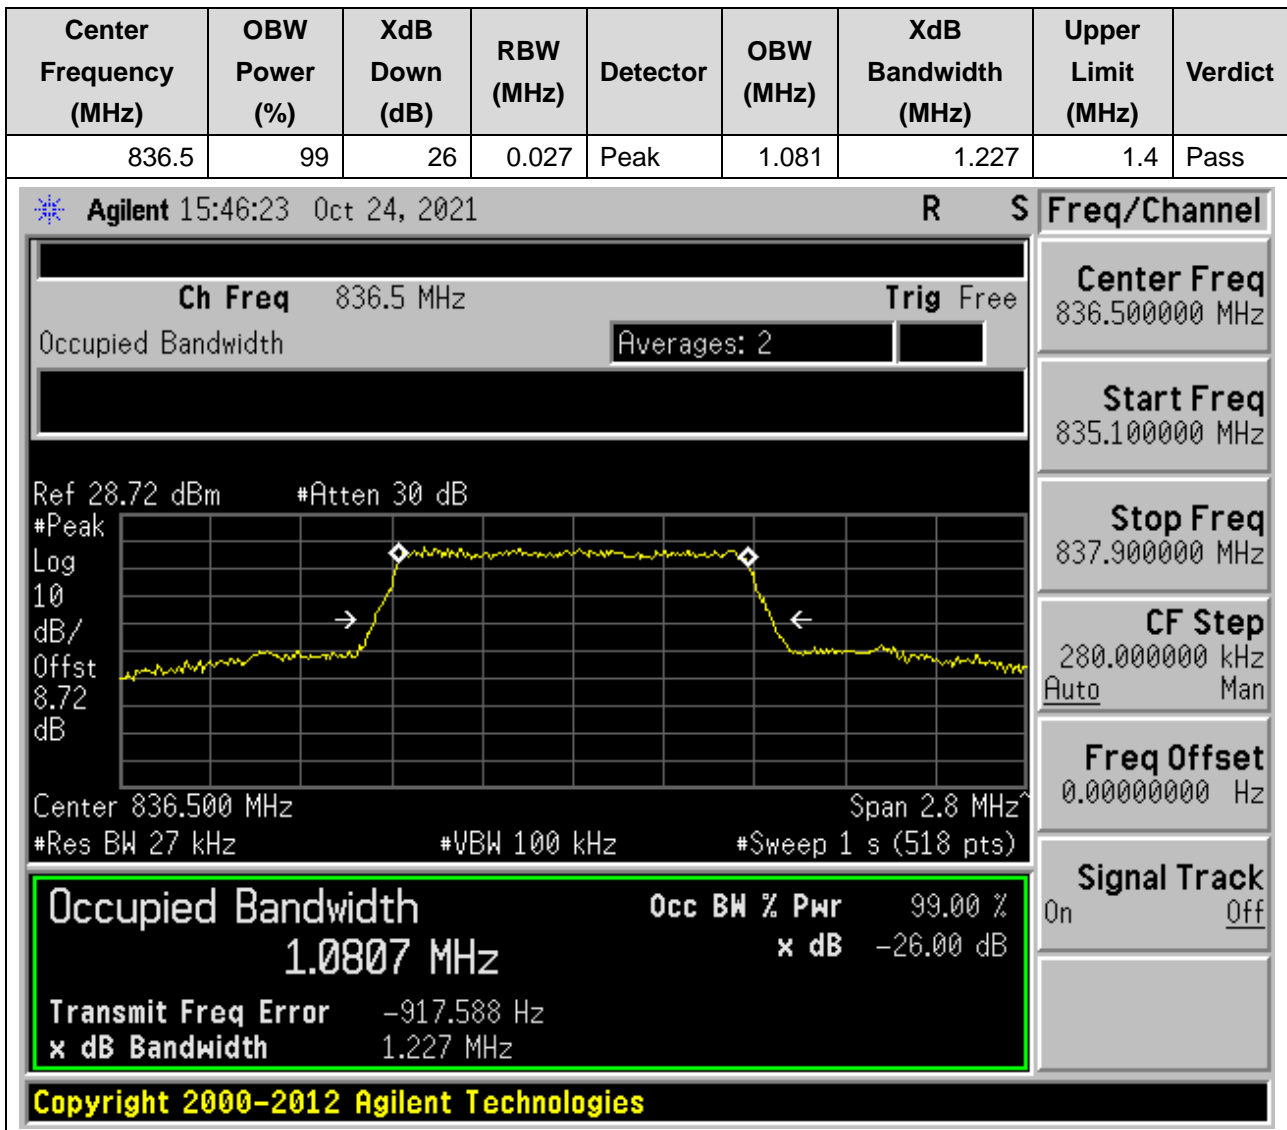 Center Frequency (MHz) OBW Power (%) XdB Down (dB) RBW (MHz) Detector OBW (MHz) XdB Bandwidth (MHz) Upper Limit (MHz) Verdict
836.5 99 26 0.027 Peak 1.081 1.227 1.4 Pass
Agilent 15:46:23 Oct 24, 2021 R S
Freq/Channel
Ch Freq 836.5 MHz Trig Free
Occupied Bandwidth Averages: 2
Center Freq
836.500000 MHz
Start Freq
835.100000 MHz
Stop Freq
837.900000 MHz
CF Step
280.000000 kHz
Auto Man
Freq Offset
0.00000000 Hz
Signal Track
On Off
Ref 28.72 dBm #Atten 30 dB
#Peak
Log
10
dB/
Offst
8.72
dB
Center 836.500 MHz Span 2.8 MHz^
#Res BW 27 kHz #VBW 100 kHz #Sweep 1 s (518 pts)
Occupied Bandwidth Occ BW % Pwr 99.00 %
1.0807 MHz x dB -26.00 dB
Transmit Freq Error -917.588 Hz
x dB Bandwidth 1.227 MHz
Copyright 2000-2012 Agilent Technologies